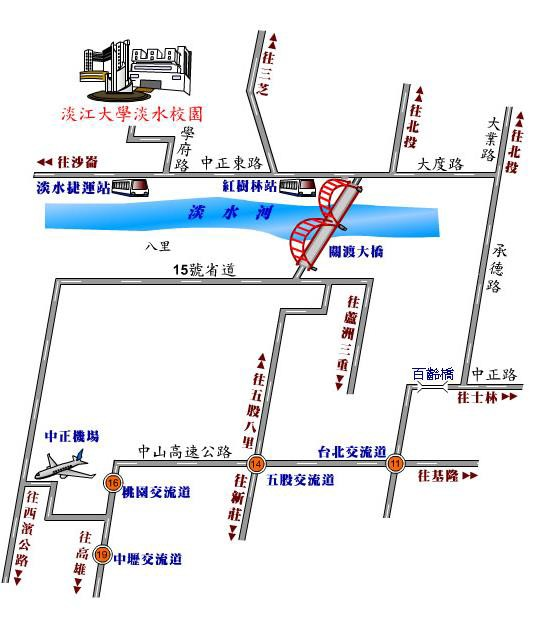 往三芝
淡江大學淡水校園
往北投
大業路
往北投
學府路
往沙崙
中正東路
大度路
淡水捷運站
紅樹林站
淡水河
八里
關渡大橋
承德路
15號省道
往蘆洲三重
往五股八里
百齡橋
中正路
往士林
中正機場
中山高速公路
台北交流道
14
11
往基隆
五股交流道
16
桃園交流道
往新莊
往西濱公路
往高雄
19
中壢交流道